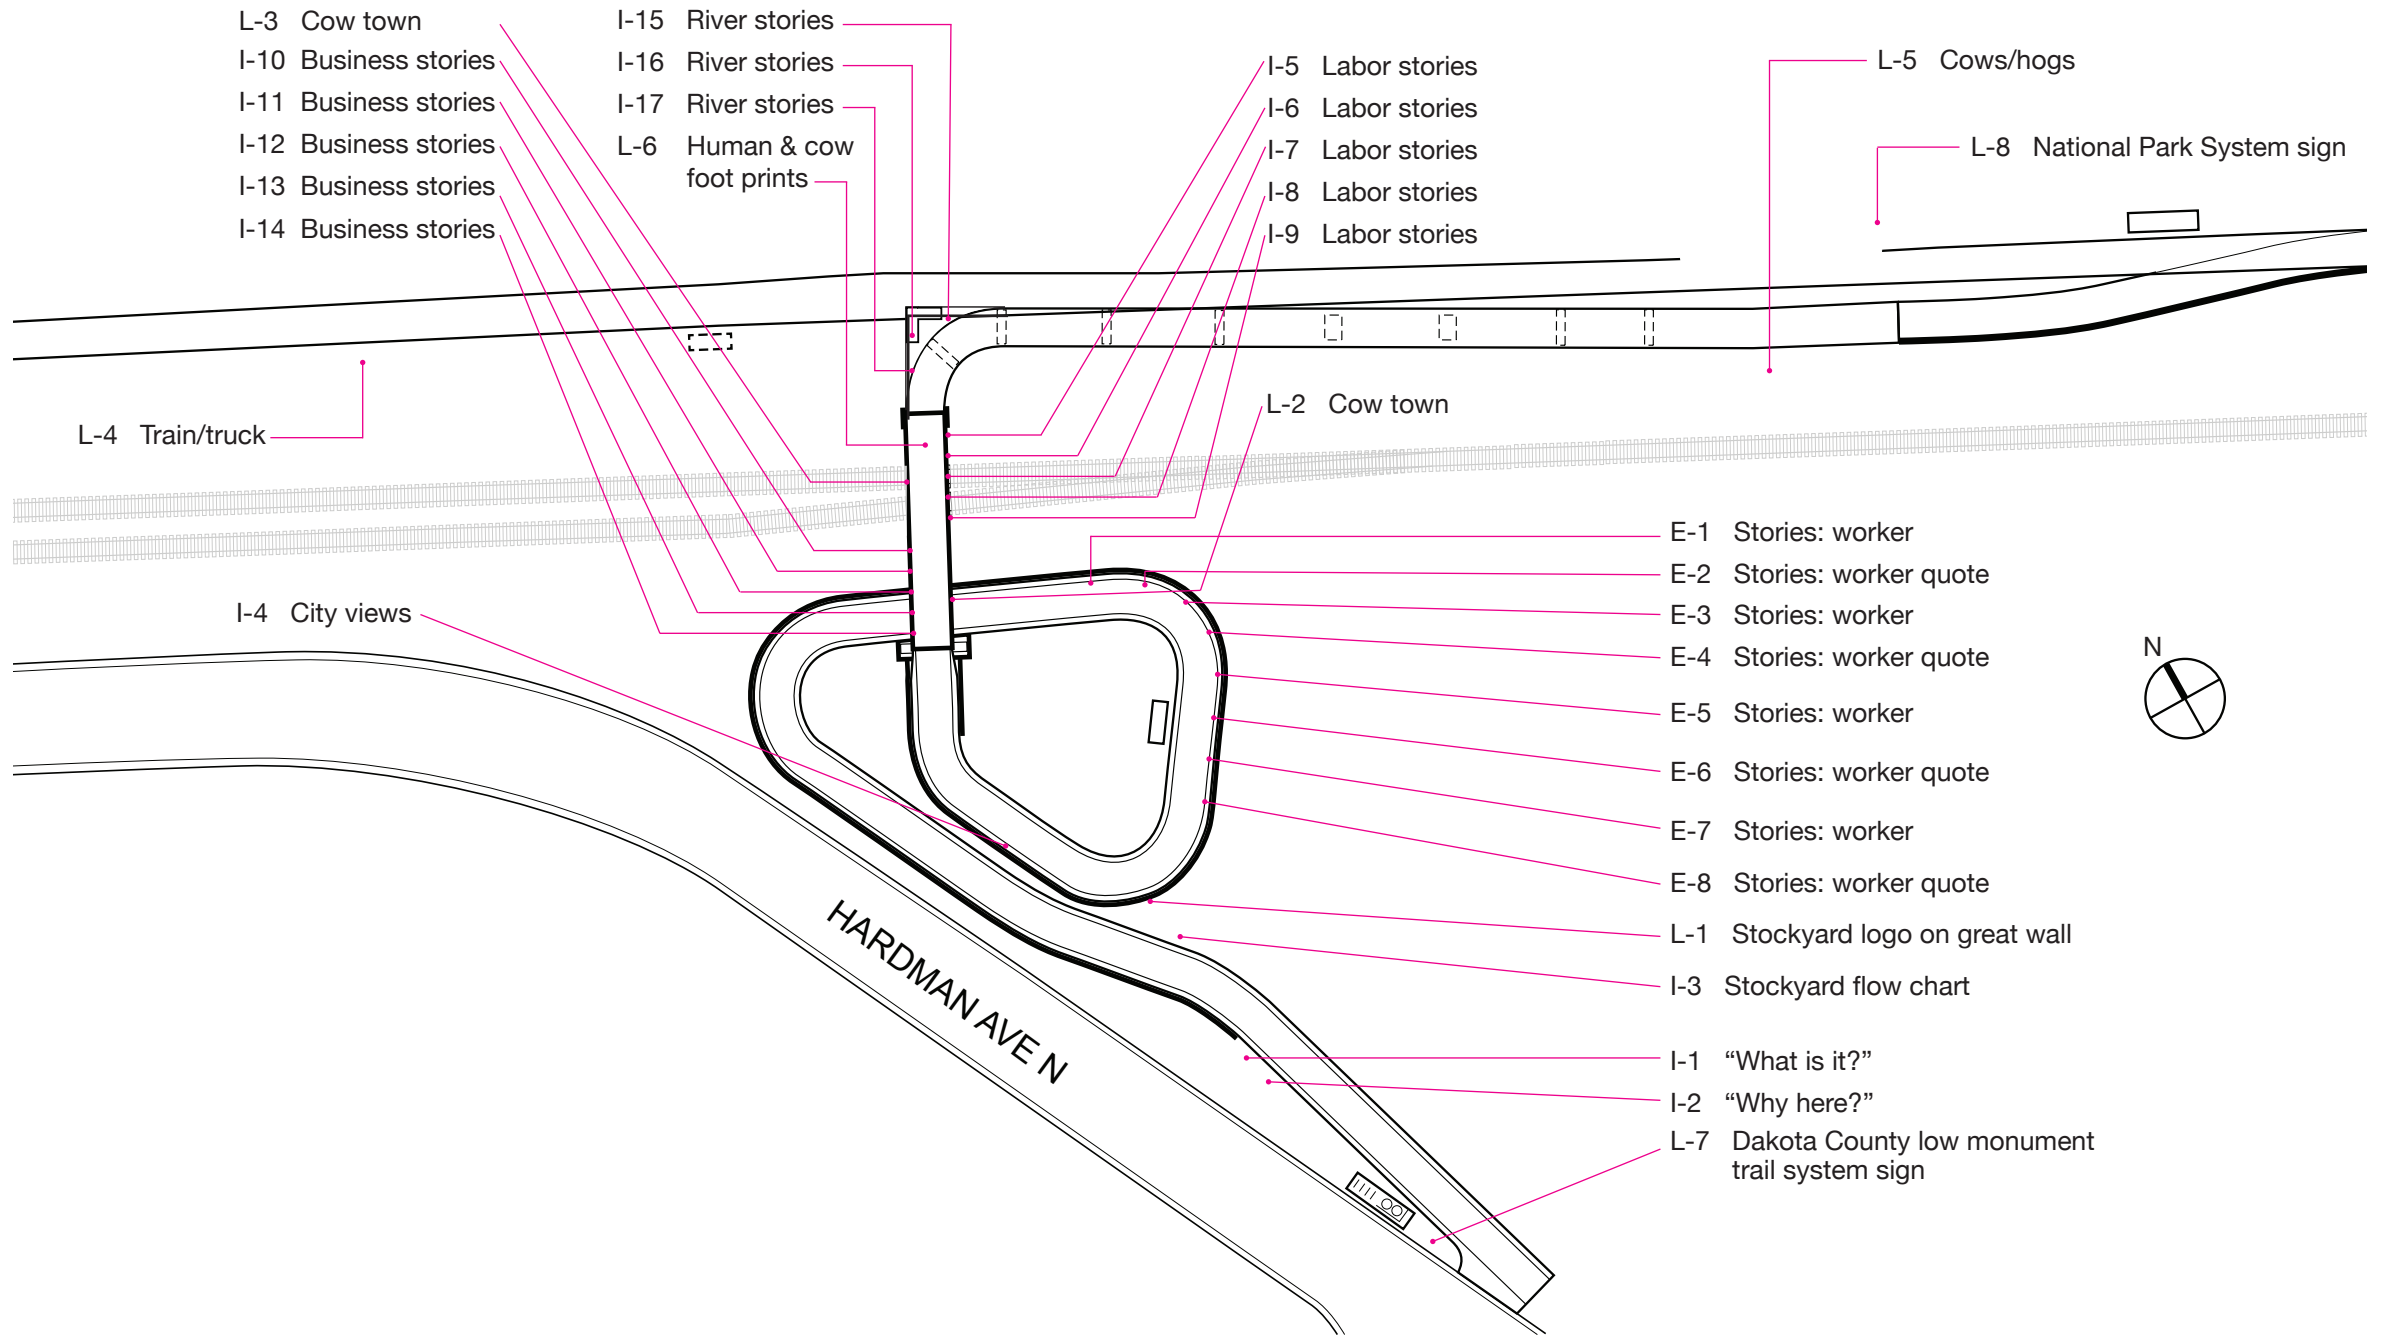 L-3 Cow town
I-10 Business stories
I-11 Business stories
I-12 Business stories
I-13 Business stories
I-14 Business stories
I-15 River stories
I-16 River stories
I-17 River stories
L-6 Human & cow
foot prints
I-5 Labor stories
I-6 Labor stories
I-7 Labor stories
I-8 Labor stories
I-9 Labor stories
L-5 Cows/hogs
L-8 National Park System sign
L-4 Train/truck
L-2 Cow town
I-4 City views
E-1 Stories: worker
E-2 Stories: worker quote
E-3 Stories: worker
E-4 Stories: worker quote
E-5 Stories: worker
E-6 Stories: worker quote
E-7 Stories: worker
E-8 Stories: worker quote
L-1 Stockyard logo on great wall
I-3 Stockyard flow chart
I-1 “What is it?”
I-2 “Why here?”
L-7 Dakota County low monument
trail system sign
N
HARDMAN AVE N